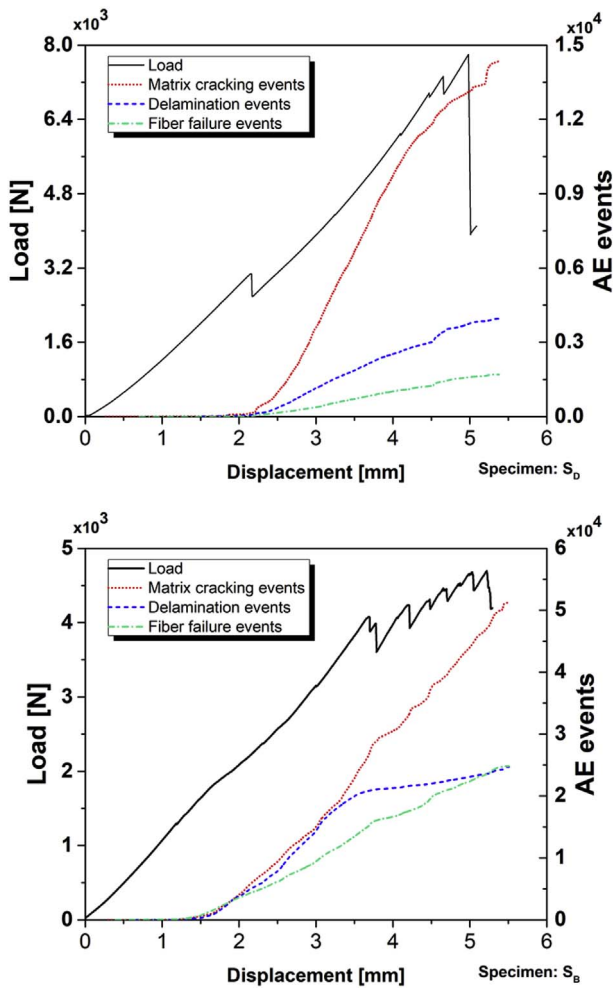 x10³
x10⁴
8.0
6.4
4.8
3.2
1.6
0.0
Load [N]
Load
Matrix cracking events
Delamination events
Fiber failure events
1.5
1.2
0.9
0.6
0.3
0.0
AE events
0 1 2 3 4 5 6
Displacement [mm]
Specimen: S_D
x10³
x10⁴
5
4
3
2
1
0
Load [N]
Load
Matrix cracking events
Delamination events
Fiber failure events
6
5
4
3
2
1
0
AE events
0 1 2 3 4 5 6
Displacement [mm]
Specimen: S_B